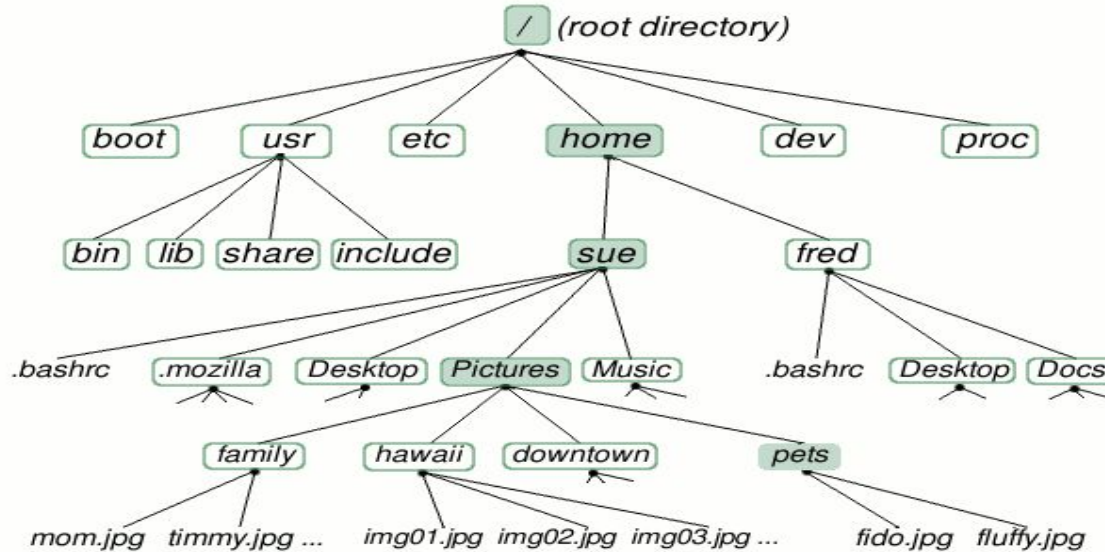 / (root directory)
boot usr etc home dev proc
bin lib share include sue fred
.bashrc .mozilla Desktop Pictures Music .bashrc Desktop Docs
family hawaii downtown pets
mom.jpg timmy.jpg ... img01.jpg img02.jpg img03.jpg ... fido.jpg fluffy.jpg